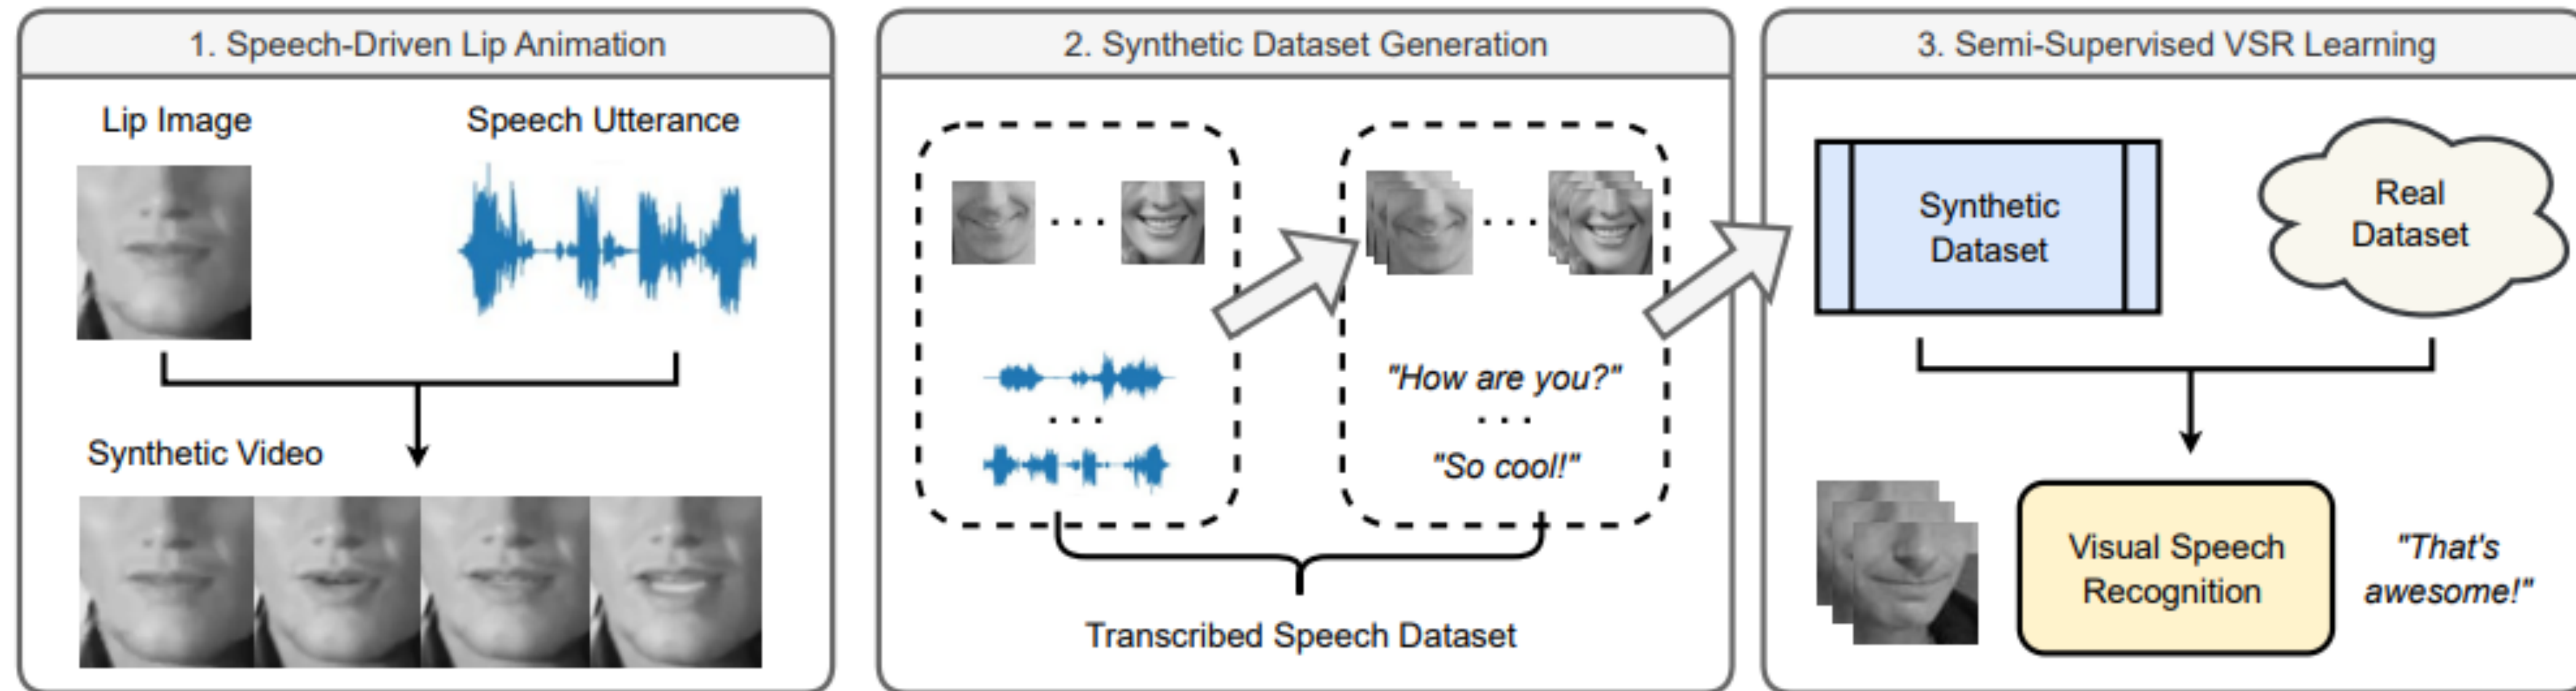 1. Speech-Driven Lip Animation
Lip Image
Speech Utterance
Synthetic Video
2. Synthetic Dataset Generation
"How are you?"
. . .
"So cool!"
Transcribed Speech Dataset
3. Semi-Supervised VSR Learning
Synthetic
Dataset
Real
Dataset
Visual Speech
Recognition
"That's
awesome!"